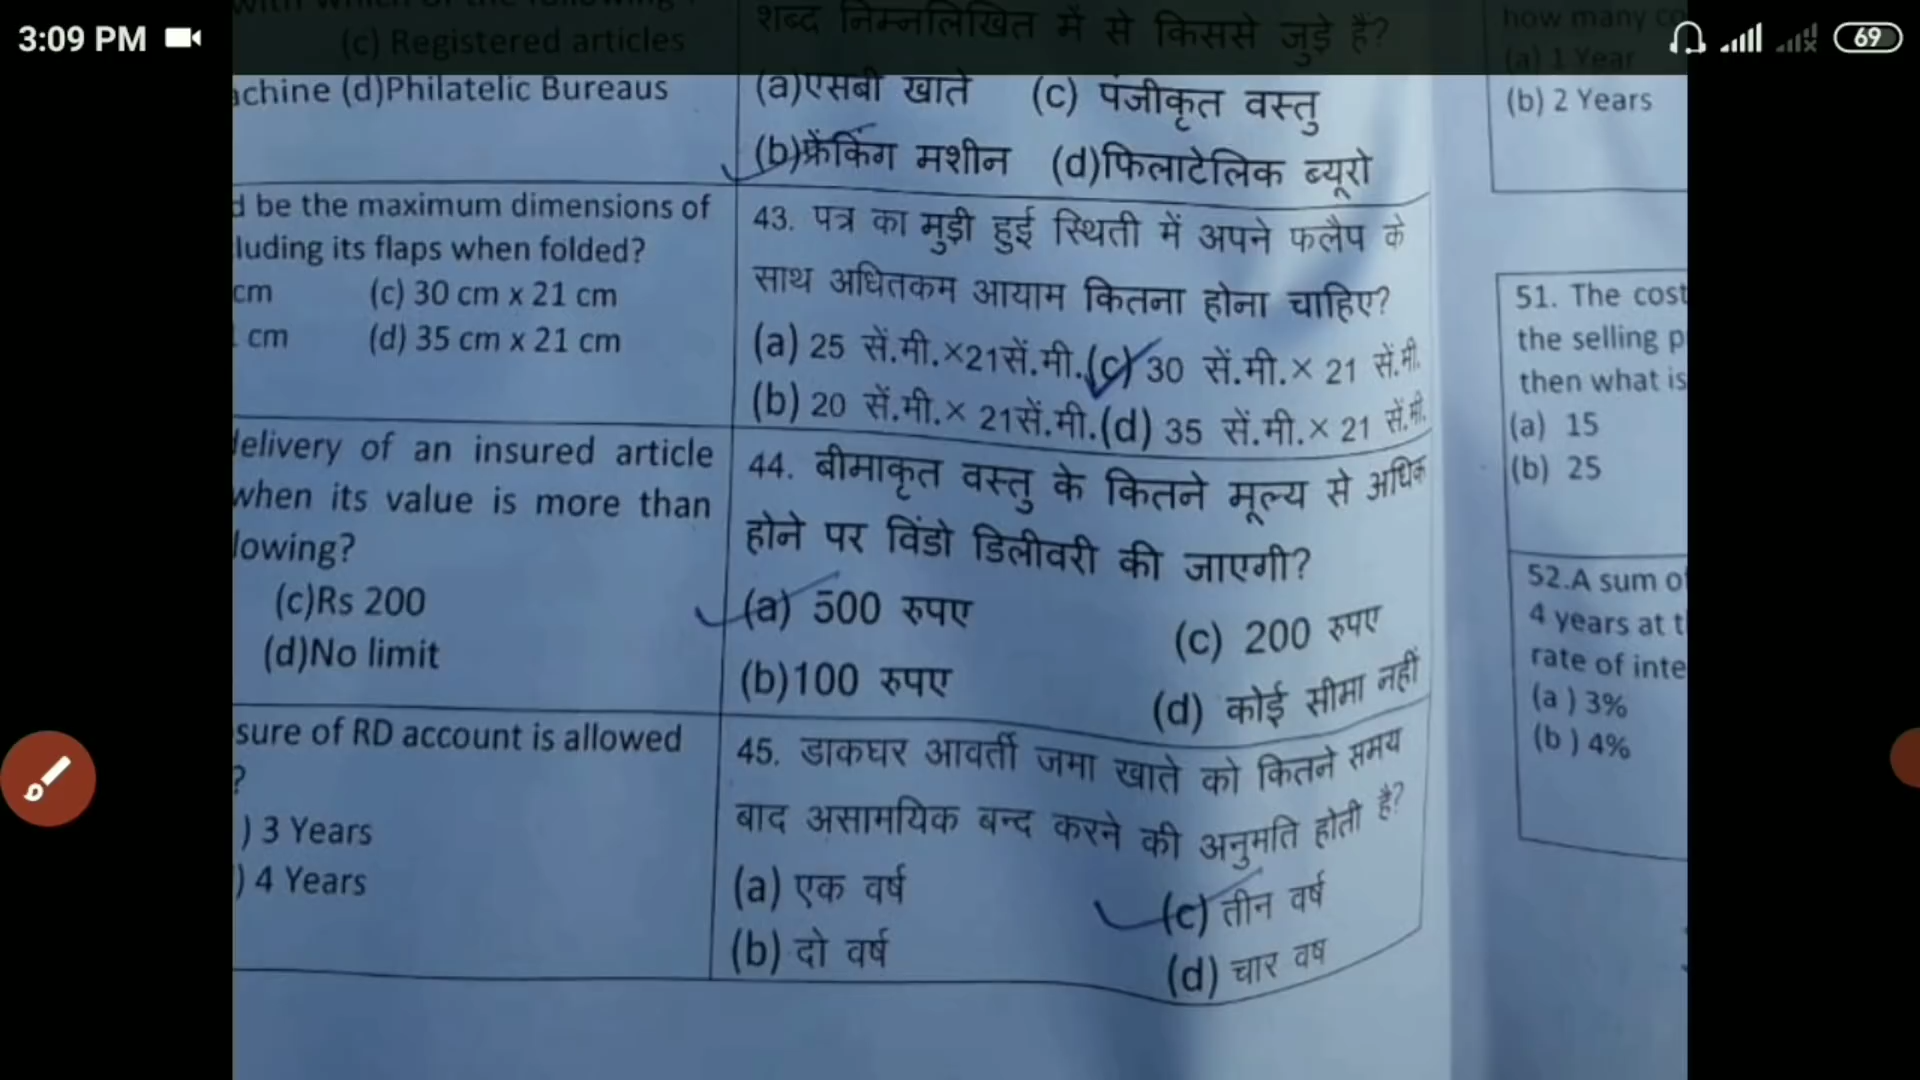 3:09 PM
69
(c) Registered articles
achine (d)Philatelic Bureaus
d be the maximum dimensions of
luding its flaps when folded?
cm (c) 30 cm x 21 cm
cm (d) 35 cm x 21 cm
delivery of an insured article
when its value is more than
lowing?
(c)Rs 200
(d)No limit
sure of RD account is allowed
?
) 3 Years
) 4 Years
शब्द निम्नलिखित में से किससे जुड़े हैं?
(a)एसबी खाते (c) पंजीकृत वस्तु
(b)फ्रेंकिंग मशीन (d)फिलाटेलिक ब्यूरो
43. पत्र का मुड़ी हुई स्थिती में अपने फलैप के
साथ अधितकम आयाम कितना होना चाहिए?
(a) 25 सें.मी.×21सें.मी.(c) 30 सें.मी.× 21 सें.मी.
(b) 20 सें.मी.× 21सें.मी.(d) 35 सें.मी.× 21 सें.मी.
44. बीमाकृत वस्तु के कितने मूल्य से अधिक
होने पर विंडो डिलीवरी की जाएगी?
(a) 500 रुपए (c) 200 रुपए
(b)100 रुपए (d) कोई सीमा नहीं
45. डाकघर आवर्ती जमा खाते को कितने समय
बाद असामयिक बन्द करने की अनुमति होती है?
(a) एक वर्ष (c) तीन वर्ष
(b) दो वर्ष (d) चार वर्ष
how many co
(a) 1 Year
(b) 2 Years
51. The cost
the selling p
then what is
(a) 15
(b) 25
52.A sum of
4 years at t
rate of inte
(a ) 3%
(b ) 4%